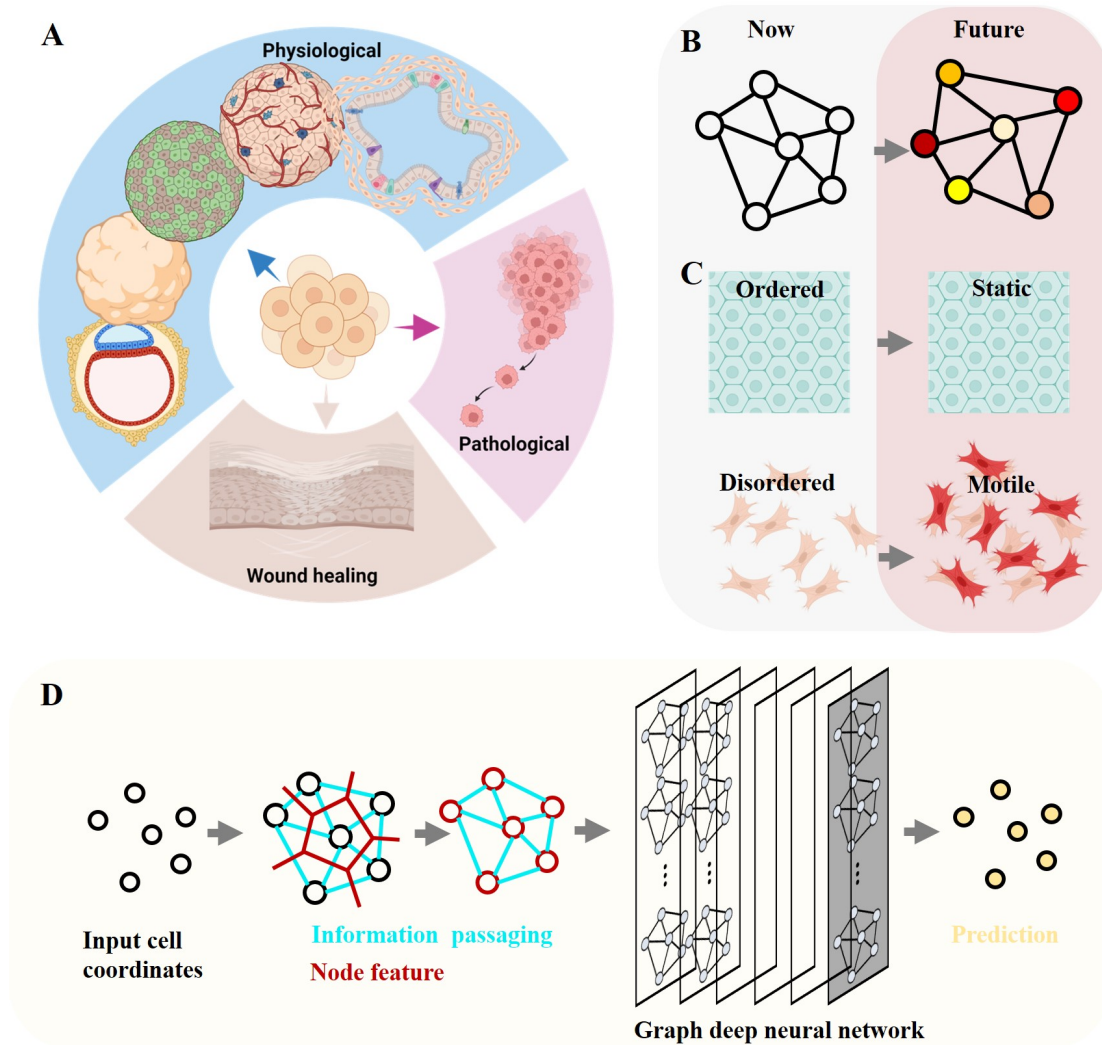 A
Physiological
Pathological
Wound healing
B
Now
Future
C
Ordered
Static
Disordered
Motile
D
Input cell
coordinates
Information passaging
Node feature
Graph deep neural network
Prediction